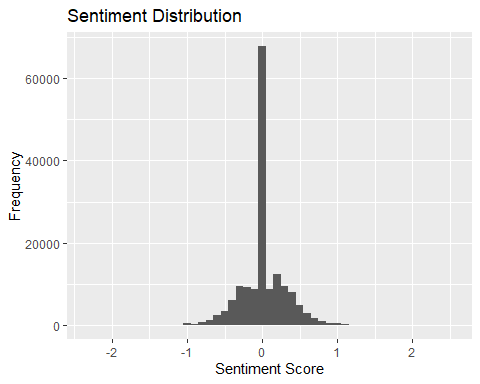 Sentiment Distribution
Frequency
60000
40000
20000
0
-2 -1 0 1 2
Sentiment Score